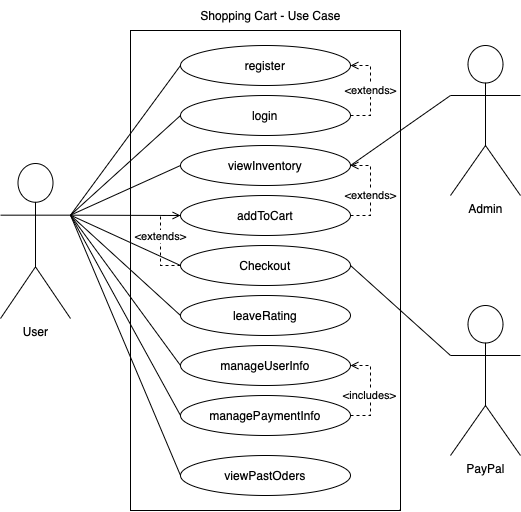 Shopping Cart - Use Case
register
<extends>
login
viewInventory
<extends>
Admin
addToCart
<extends>
Checkout
leaveRating
User
manageUserInfo
<includes>
managePaymentInfo
PayPal
viewPastOders